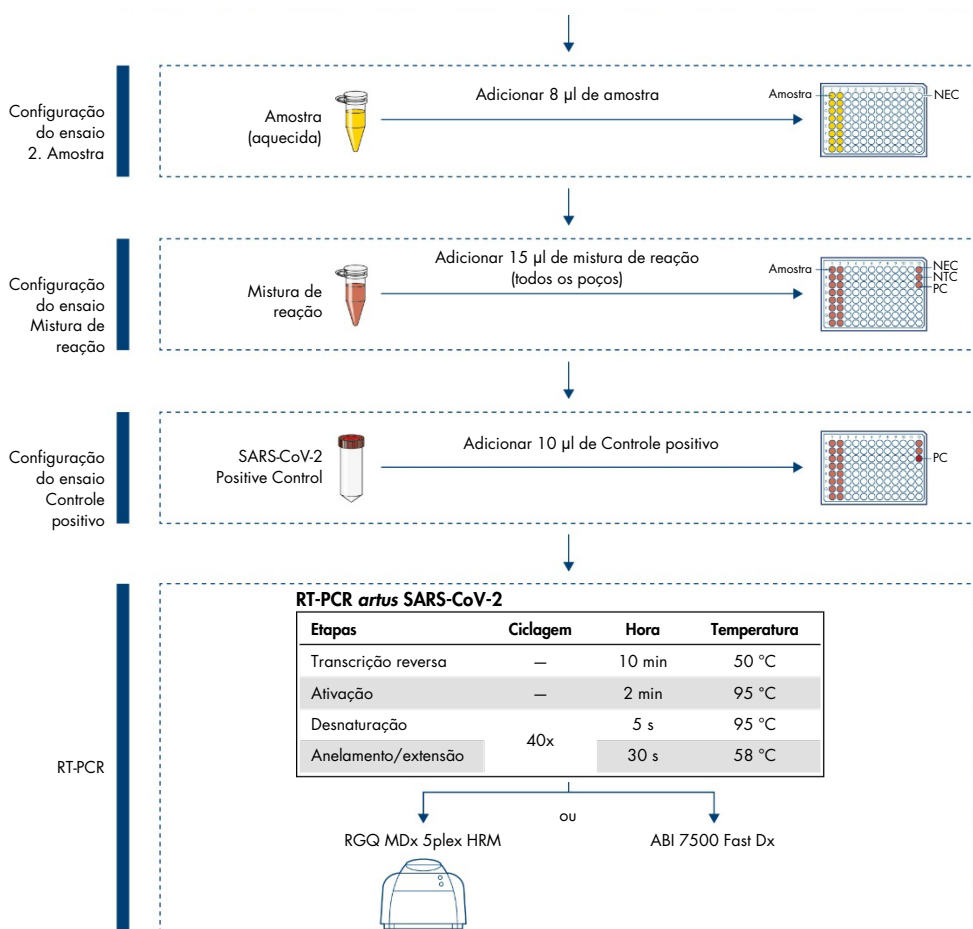 Configuração
do ensaio
2. Amostra
Amostra
(aquecida)
Adicionar 8 µl de amostra
Amostra
NEC
Configuração
do ensaio
Mistura de
reação
Mistura de
reação
Adicionar 15 µl de mistura de reação
(todos os poços)
Amostra
NEC
NTC
PC
Configuração
do ensaio
Controle
positivo
SARS-CoV-2
Positive Control
Adicionar 10 µl de Controle positivo
PC
RT-PCR
RT-PCR artus SARS-CoV-2
Etapas Ciclagem Hora Temperatura
Transcrição reversa — 10 min 50 °C
Ativação — 2 min 95 °C
Desnaturação 5 s 95 °C
40x
Anelamento/extensão 30 s 58 °C
ou
RGQ MDx 5plex HRM
ABI 7500 Fast Dx